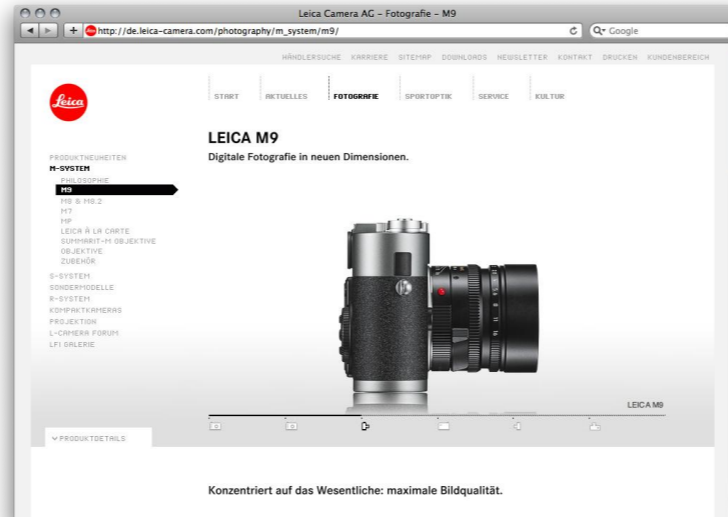 Leica Camera AG – Fotografie – M9
http://de.leica-camera.com/photography/m_system/m9/
Google
HÄNDLERSUCHE KARRIERE SITEMAP DOWNLOADS NEWSLETTER KONTAKT DRUCKEN KUNDENBEREICH
Leica
START AKTUELLES FOTOGRAFIE SPORTOPTIK SERVICE KULTUR
LEICA M9
Digitale Fotografie in neuen Dimensionen.
PRODUKTNEUHEITEN
M-SYSTEM
PHILOSOPHIE
M9
M8 & M8.2
M7
MP
LEICA À LA CARTE
SUMMARIT-M OBJEKTIVE
OBJEKTIVE
ZUBEHÖR
S-SYSTEM
SONDERMODELLE
R-SYSTEM
KOMPAKTKAMERAS
PROJEKTION
L-CAMERA FORUM
LFI GALERIE
LEICA M9
PRODUKTDETAILS
Konzentriert auf das Wesentliche: maximale Bildqualität.